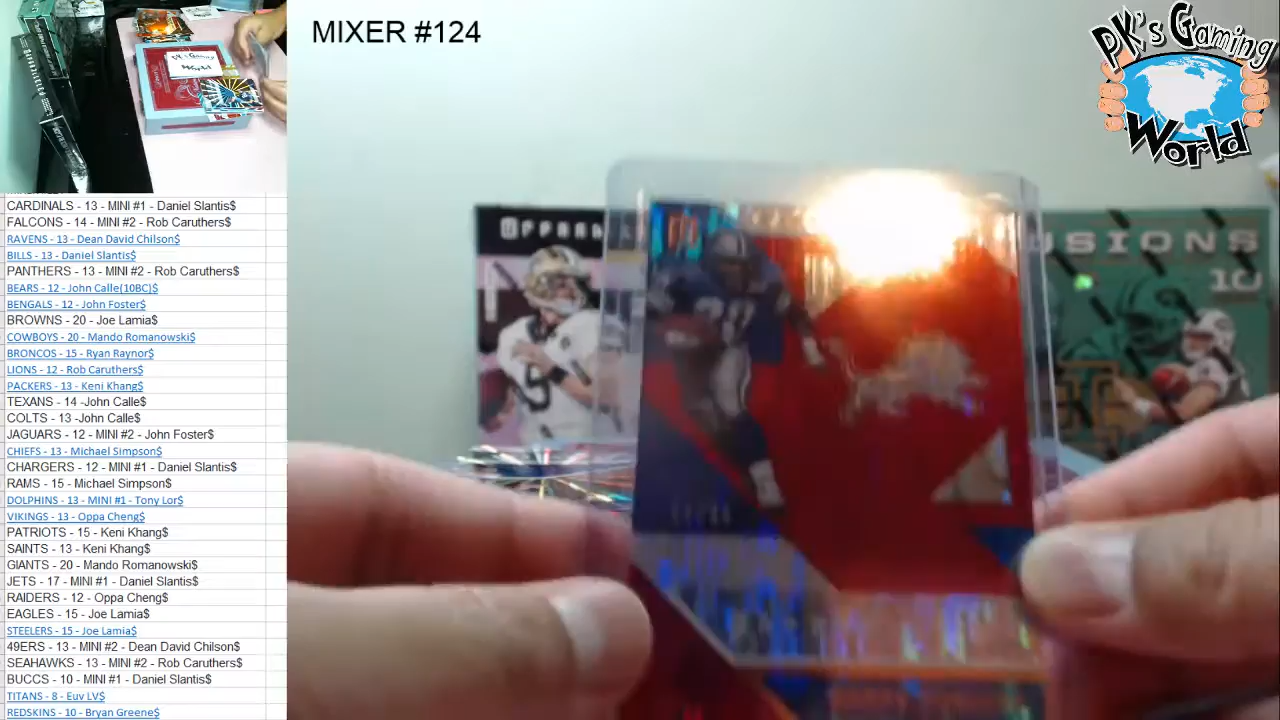 MIXER #124
PK's Gaming World
CARDINALS - 13 - MINI #1 - Daniel Slantis$
FALCONS - 14 - MINI #2 - Rob Caruthers$
RAVENS - 13 - Dean David Chilson$
BILLS - 13 - Daniel Slantis$
PANTHERS - 13 - MINI #2 - Rob Caruthers$
BEARS - 12 - John Calle(10BC)$
BENGALS - 12 - John Foster$
BROWNS - 20 - Joe Lamia$
COWBOYS - 20 - Mando Romanowski$
BRONCOS - 15 - Ryan Raynor$
LIONS - 12 - Rob Caruthers$
PACKERS - 13 - Keni Khang$
TEXANS - 14 -John Calle$
COLTS - 13 -John Calle$
JAGUARS - 12 - MINI #2 - John Foster$
CHIEFS - 13 - Michael Simpson$
CHARGERS - 12 - MINI #1 - Daniel Slantis$
RAMS - 15 - Michael Simpson$
DOLPHINS - 13 - MINI #1 - Tony Lor$
VIKINGS - 13 - Oppa Cheng$
PATRIOTS - 15 - Keni Khang$
SAINTS - 13 - Keni Khang$
GIANTS - 20 - Mando Romanowski$
JETS - 17 - MINI #1 - Daniel Slantis$
RAIDERS - 12 - Oppa Cheng$
EAGLES - 15 - Joe Lamia$
STEELERS - 15 - Joe Lamia$
49ERS - 13 - MINI #2 - Dean David Chilson$
SEAHAWKS - 13 - MINI #2 - Rob Caruthers$
BUCCS - 10 - MINI #1 - Daniel Slantis$
TITANS - 8 - Euv LV$
REDSKINS - 10 - Bryan Greene$
USIONS
10
20
9